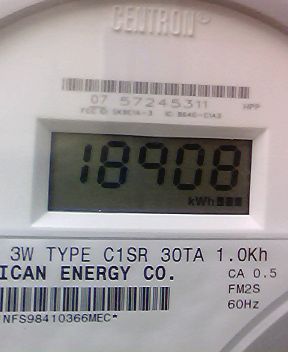 CENTRON
07 57245311
HPP
18908
kWh
3W TYPE C1SR 30TA 1.0Kh
ICAN ENERGY CO.
CA 0.5
FM2S
60Hz
NFS98410366MEC*